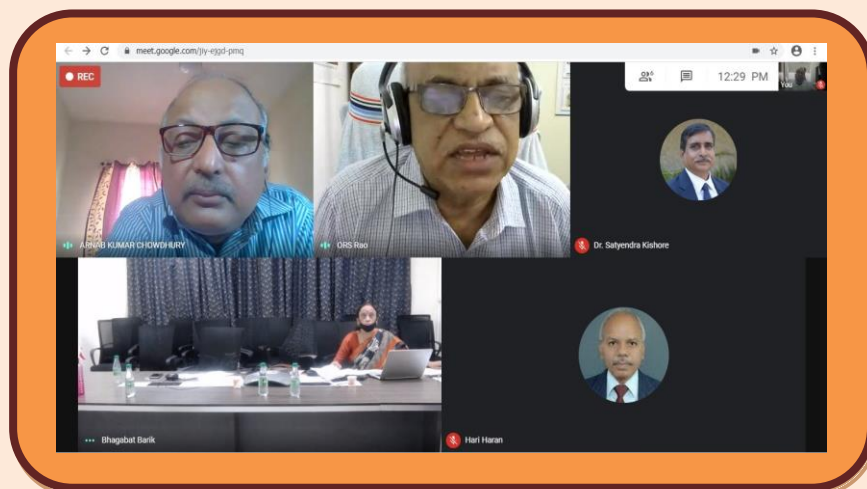 meet.google.com/jiy-ejgd-pmq
REC
6
12:29 PM
You
ARNAB KUMAR CHOWDHURY
ORS Rao
Dr. Satyendra Kishore
Bhagabat Barik
Hari Haran